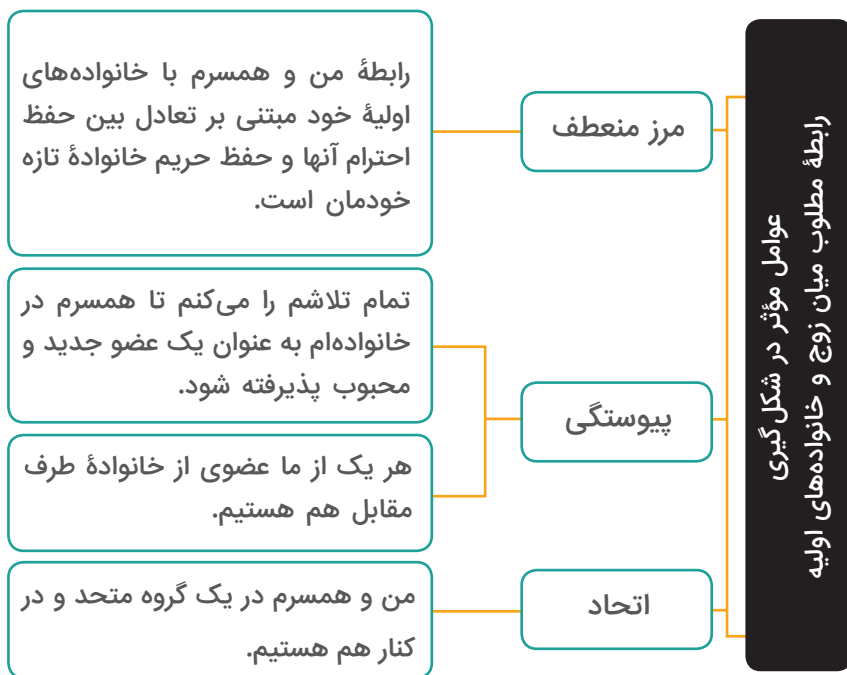 عوامل مؤثر در شکل‌گیری
رابطهٔ مطلوب میان زوج و خانواده‌های اولیه
مرز منعطف
رابطهٔ من و همسرم با خانواده‌های
اولیهٔ خود مبتنی بر تعادل بین حفظ
احترام آنها و حفظ حریم خانوادهٔ تازه
خودمان است.
پیوستگی
تمام تلاشم را می‌کنم تا همسرم در
خانواده‌ام به عنوان یک عضو جدید و
محبوب پذیرفته شود.
هر یک از ما عضوی از خانوادهٔ طرف
مقابل هم هستیم.
اتحاد
من و همسرم در یک گروه متحد و در
کنار هم هستیم.